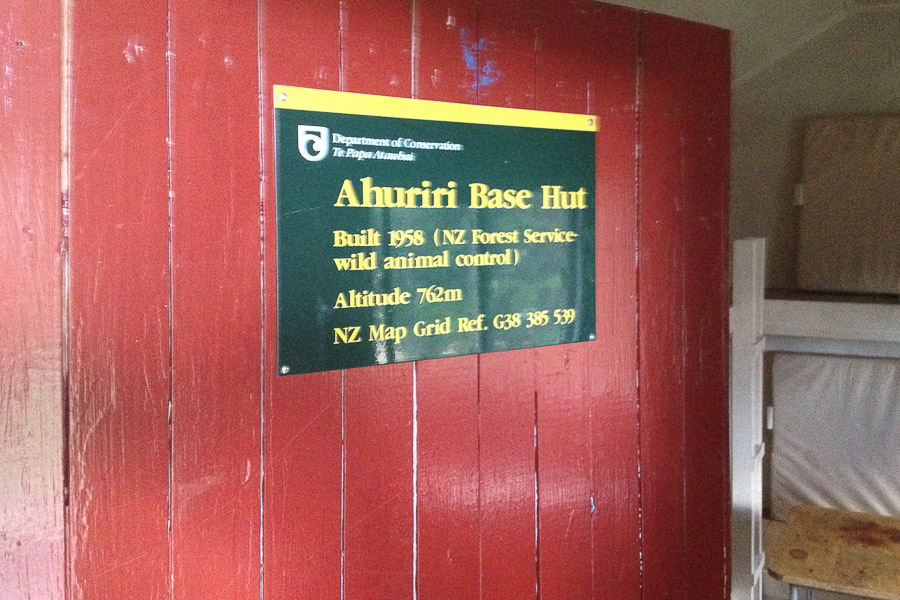 Department of Conservation
Te Papa Atawhai
Ahuriri Base Hut
Built 1958 (NZ Forest Service-
wild animal control)
Altitude 762m
NZ Map Grid Ref. G38 385 539